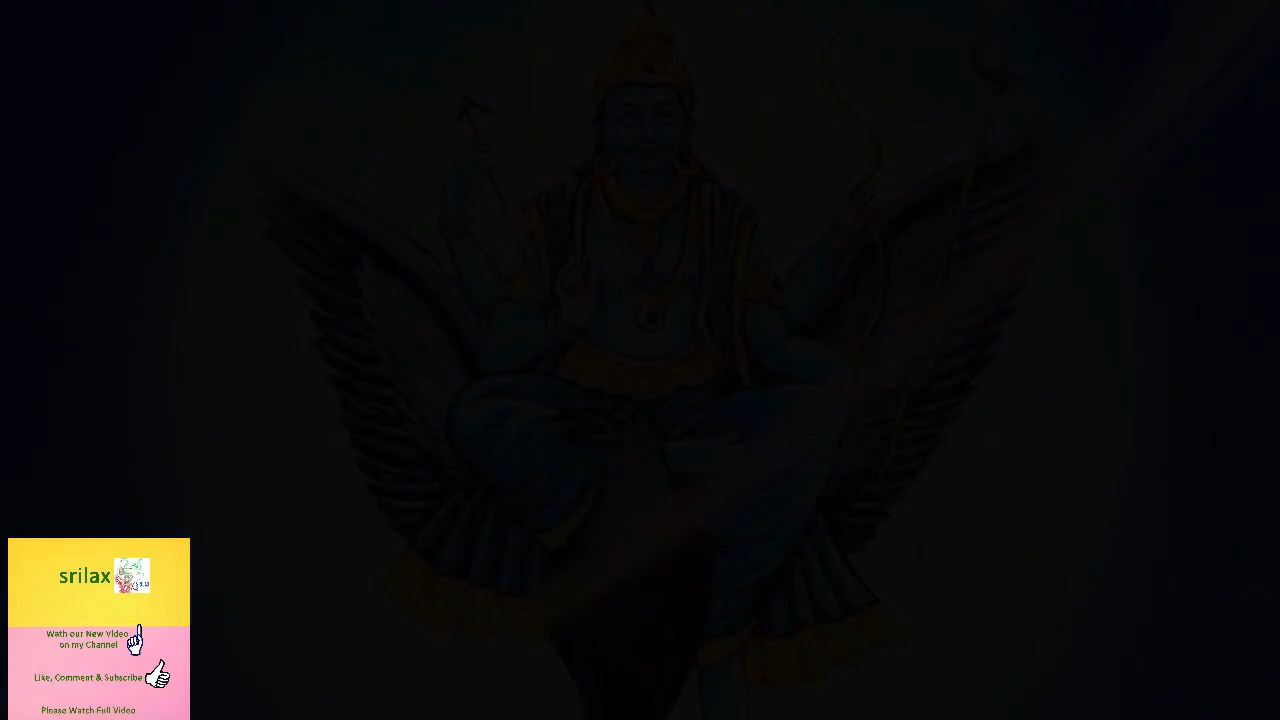 srilax
Wath our New Video
on my Channel
Like, Comment & Subscribe
Please Watch Full Video